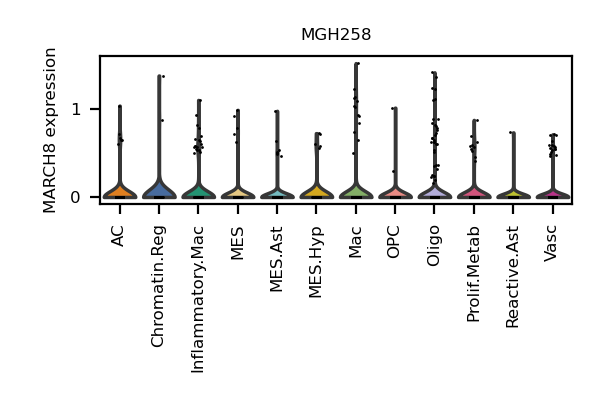 MGH258
MARCH8 expression
1
0
AC
Chromatin.Reg
Inflammatory.Mac
MES
MES.Ast
MES.Hyp
Mac
OPC
Oligo
Prolif.Metab
Reactive.Ast
Vasc